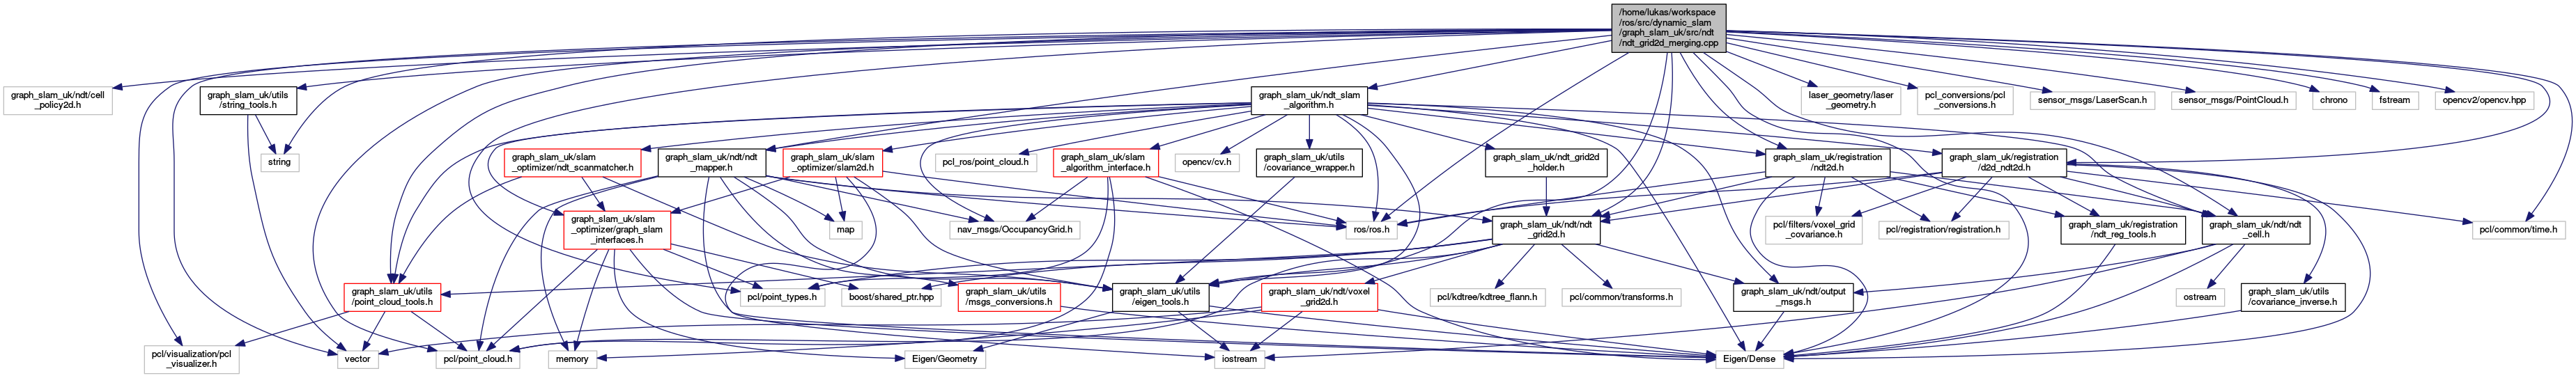 /home/lukas/workspace
/ros/src/dynamic_slam
/graph_slam_uk/src/ndt
/ndt_grid2d_merging.cpp
graph_slam_uk/ndt/cell
_policy2d.h
graph_slam_uk/utils
/string_tools.h
graph_slam_uk/ndt_slam
_algorithm.h
laser_geometry/laser
_geometry.h
pcl_conversions/pcl
_conversions.h
sensor_msgs/LaserScan.h
sensor_msgs/PointCloud.h
chrono
fstream
opencv2/opencv.hpp
string
graph_slam_uk/slam
_optimizer/ndt_scanmatcher.h
graph_slam_uk/ndt/ndt
_mapper.h
graph_slam_uk/slam
_optimizer/slam2d.h
pcl_ros/point_cloud.h
graph_slam_uk/slam
_algorithm_interface.h
opencv/cv.h
graph_slam_uk/utils
/covariance_wrapper.h
graph_slam_uk/ndt_grid2d
_holder.h
graph_slam_uk/registration
/ndt2d.h
graph_slam_uk/registration
/d2d_ndt2d.h
graph_slam_uk/slam
_optimizer/graph_slam
_interfaces.h
map
nav_msgs/OccupancyGrid.h
ros/ros.h
graph_slam_uk/ndt/ndt
_grid2d.h
pcl/filters/voxel_grid
_covariance.h
pcl/registration/registration.h
graph_slam_uk/registration
/ndt_reg_tools.h
graph_slam_uk/ndt/ndt
_cell.h
pcl/common/time.h
graph_slam_uk/utils
/point_cloud_tools.h
pcl/point_types.h
boost/shared_ptr.hpp
graph_slam_uk/utils
/msgs_conversions.h
graph_slam_uk/utils
/eigen_tools.h
graph_slam_uk/ndt/voxel
_grid2d.h
pcl/kdtree/kdtree_flann.h
pcl/common/transforms.h
graph_slam_uk/ndt/output
_msgs.h
ostream
graph_slam_uk/utils
/covariance_inverse.h
pcl/visualization/pcl
_visualizer.h
vector
pcl/point_cloud.h
memory
Eigen/Geometry
iostream
Eigen/Dense